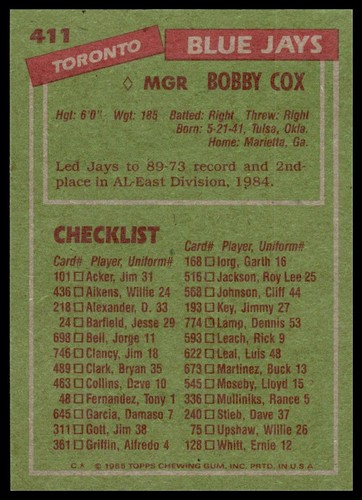 411
TORONTO
BLUE JAYS
◊ MGR BOBBY COX
Hgt: 6'0" Wgt: 185 Batted: Right Threw: Right
Born: 5-21-41, Tulsa, Okla.
Home: Mariette, Ga.
Led Jays to 89-73 record and 2nd-
place in AL-East Division, 1984.
CHECKLIST
Card# Player, Uniform#
101 □ Acker, Jim 31
436 □ Aikens, Willie 24
218 □ Alexander, D. 33
24 □ Barfield, Jesse 29
698 □ Bell, Jorge 11
746 □ Clancy, Jim 18
489 □ Clark, Bryan 35
463 □ Collins, Dave 10
48 □ Fernandez, Tony 1
645 □ Garcia, Damaso 7
311 □ Gott, Jim 38
361 □ Griffin, Alfredo 4
Card# Player, Uniform#
168 □ Iorg, Garth 16
516 □ Jackson, Roy Lee 25
568 □ Johnson, Cliff 44
193 □ Key, Jimmy 27
774 □ Lamp, Dennis 53
593 □ Leach, Rick 9
622 □ Leal, Luis 48
673 □ Martinez, Buck 13
545 □ Moseby, Lloyd 15
336 □ Mulliniks, Rance 5
240 □ Stieb, Dave 37
75 □ Upshaw, Willie 26
128 □ Whitt, Ernie 12
© 1985 TOPPS CHEWING GUM, INC. PRTD. IN U.S.A.